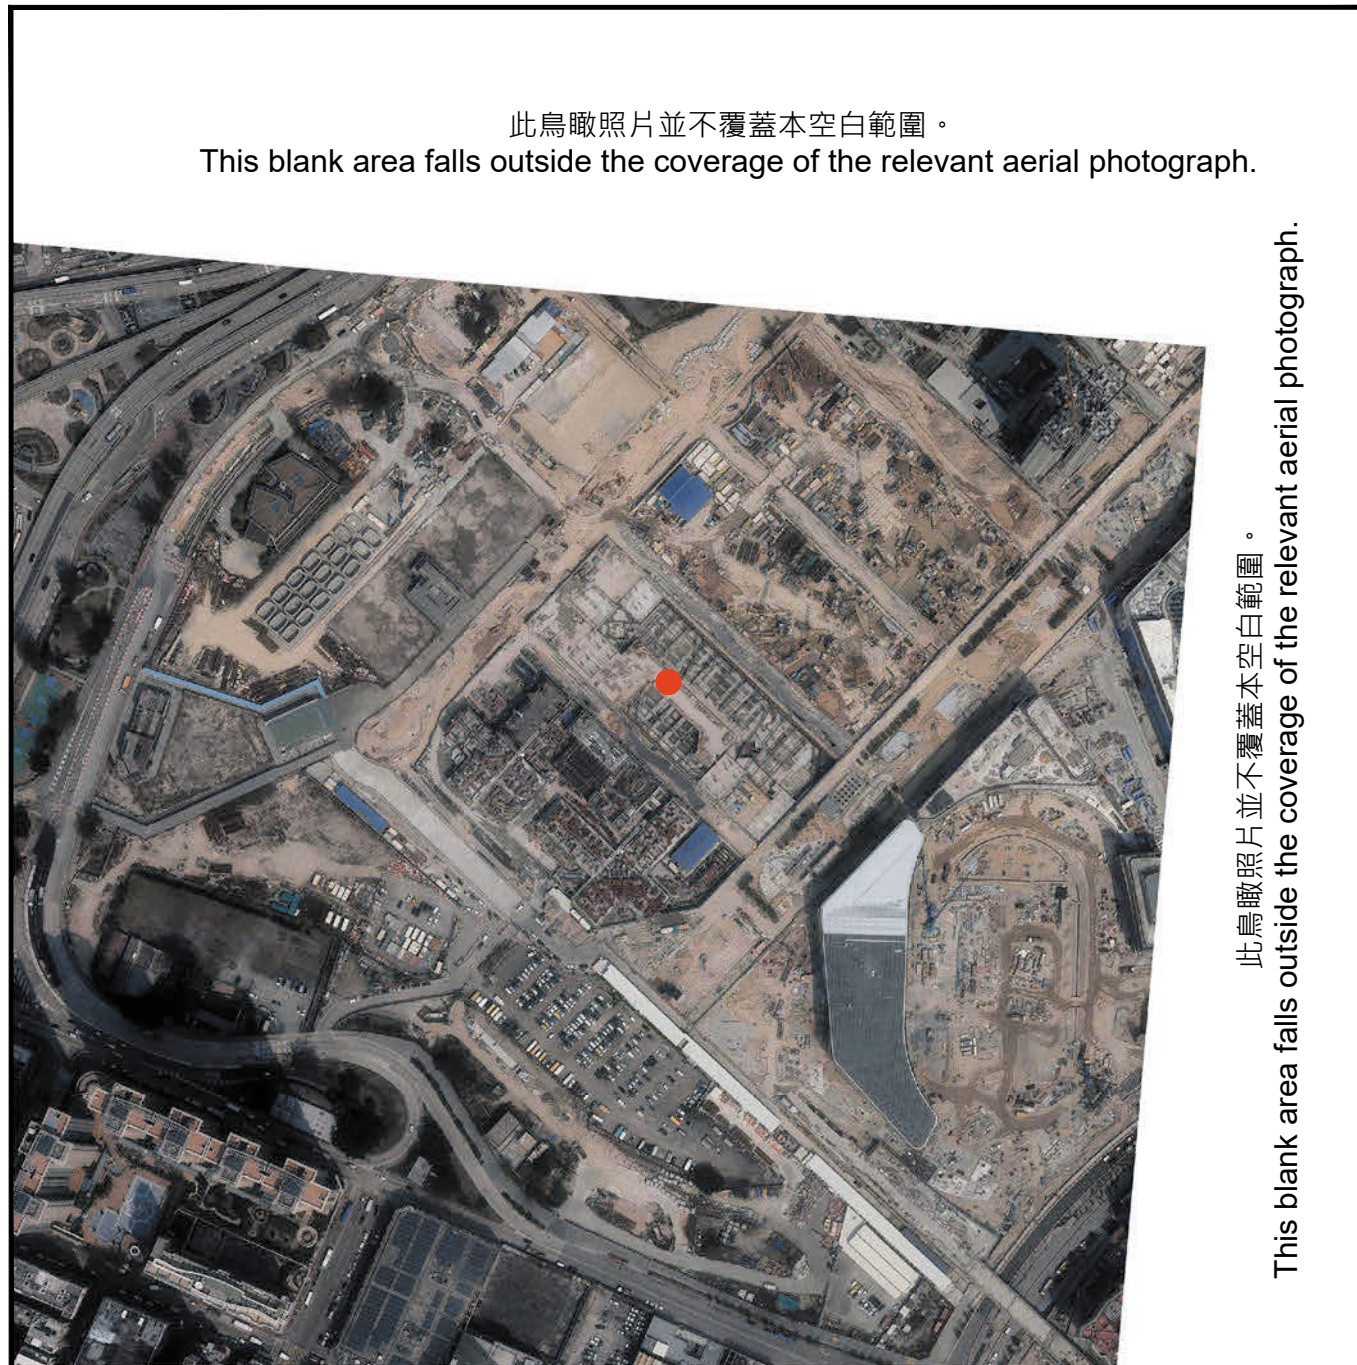 此鳥瞰照片並不覆蓋本空白範圍。
This blank area falls outside the coverage of the relevant aerial photograph.
此鳥瞰照片並不覆蓋本空白範圍。
This blank area falls outside the coverage of the relevant aerial photograph.